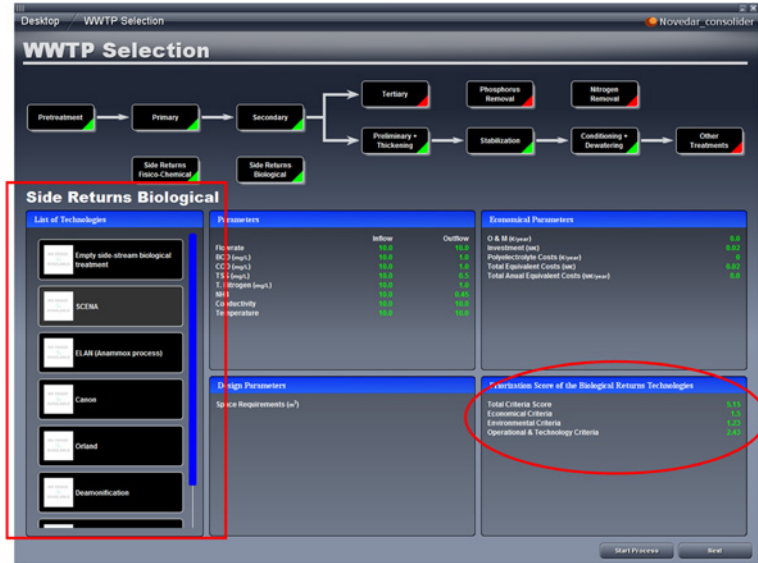 Desktop / WWTP Selection
Novedar_consolider
WWTP Selection
Pretreatment
Primary
Secondary
Tertiary
Phosphorus
Removal
Nitrogen
Removal
Preliminary +
Thickening
Stabilization
Conditioning +
Dewatering
Other
Treatments
Side Returns
Fisico-Chemical
Side Returns
Biological
Side Returns Biological
List of Technologies
Empty side-stream biological
treatment
SCENA
ELAN (Anammox process)
Canon
Orland
Deamonification
Parameters
Inflow Outflow
Flowrate 10.0 10.0
BOD (mg/L) 10.0 1.0
COD (mg/L) 10.0 1.0
TSS (mg/L) 10.0 0.5
T. Nitrogen (mg/L) 10.0 1.0
NH3 10.0 0.45
Conductivity 10.0 10.0
Temperature 10.0 10.0
Economical Parameters
O & M (€/year) 0.0
Investment (M€) 0.02
Polyelectrolyte Costs (€/year) 0
Total Equivalent Costs (M€) 0.02
Total Anual Equivalent Costs (M€/year) 0.0
Design Parameters
Space Requirements (m²)
Priorization Score of the Biological Returns Technologies
Total Criteria Score 5.15
Economical Criteria 1.5
Environmental Criteria 1.23
Operational & Technology Criteria 2.43
Start Process
Next